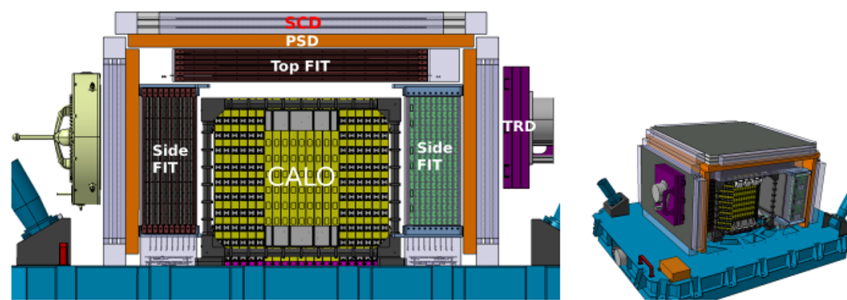 SCD
PSD
Top FIT
Side
FIT
CALO
Side
FIT
TRD